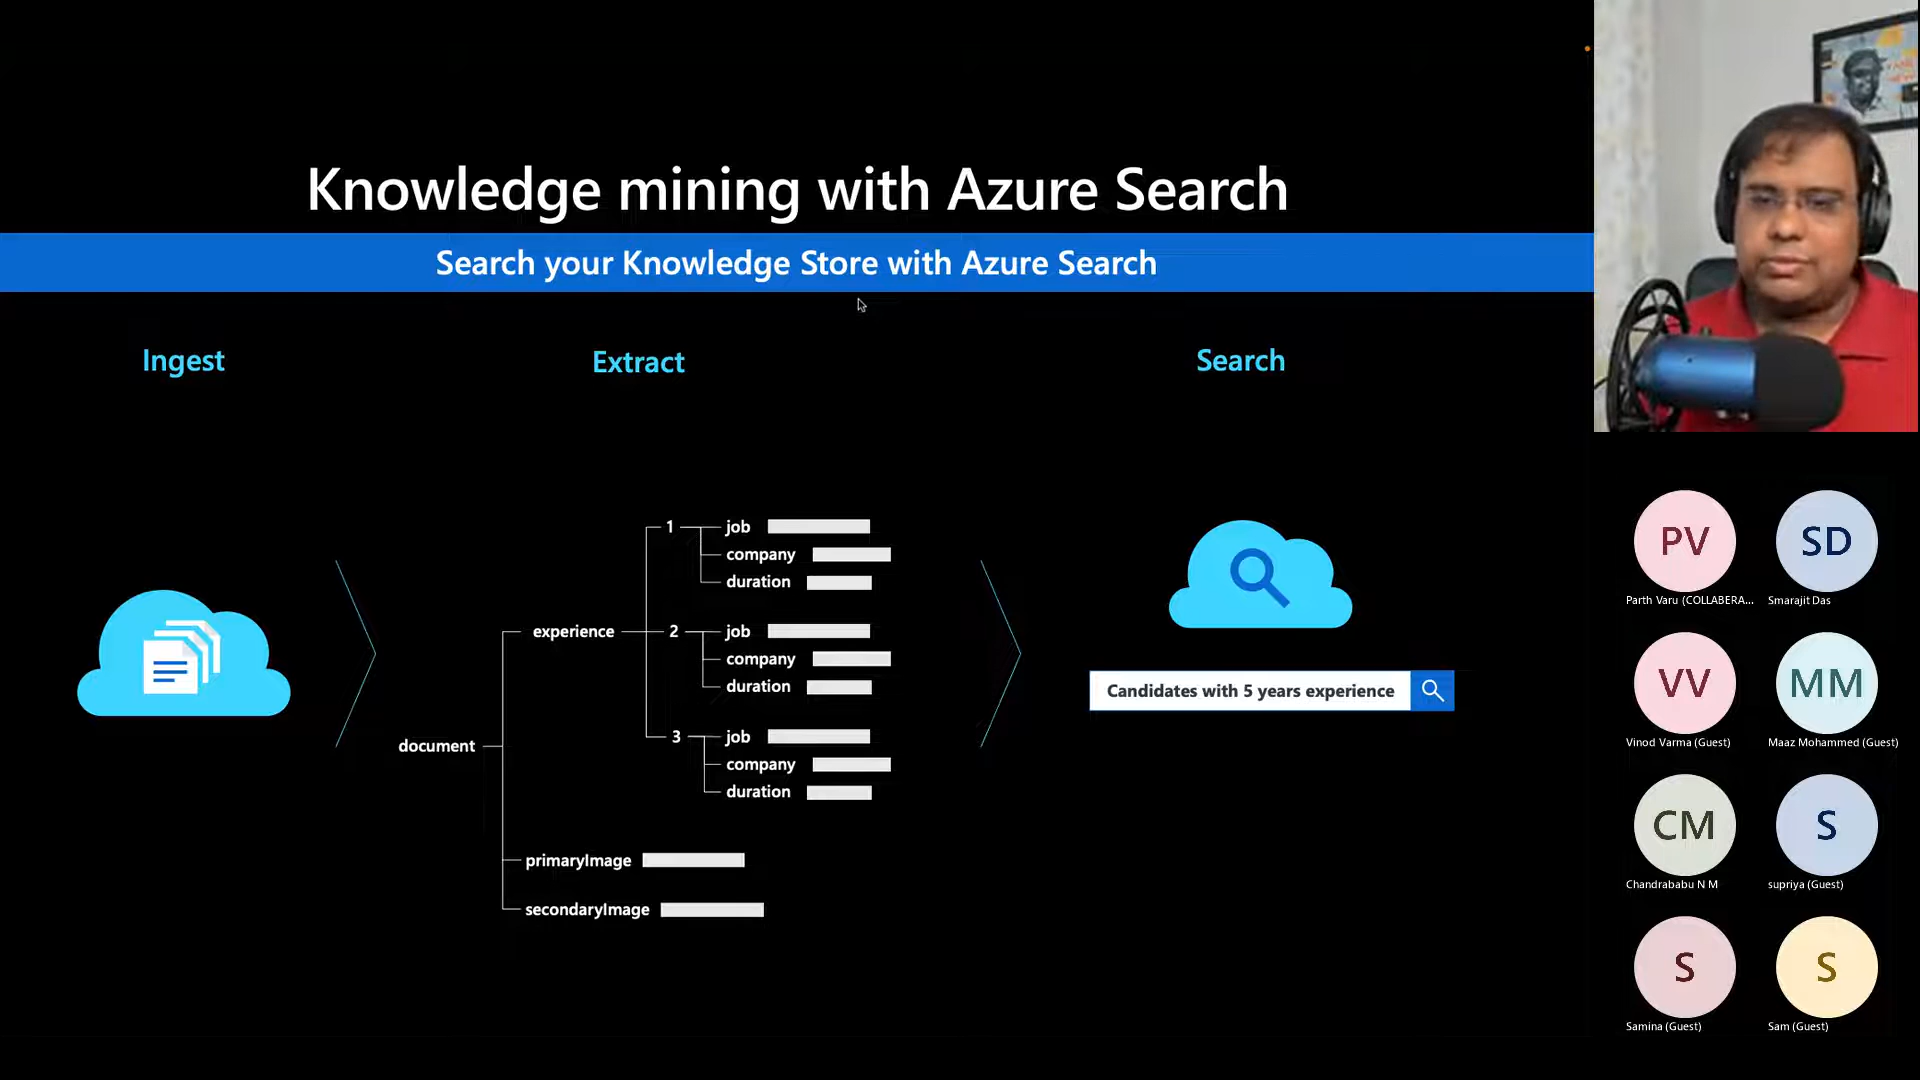 Knowledge mining with Azure Search
Search your Knowledge Store with Azure Search
Ingest
Extract
Search
document
experience
1
job
company
duration
2
job
company
duration
3
job
company
duration
primaryImage
secondaryImage
Candidates with 5 years experience
PV
Parth Varu (COLLABERA...
SD
Smarajit Das
VV
Vinod Varma (Guest)
MM
Maaz Mohammed (Guest)
CM
Chandrababu N M
S
supriya (Guest)
S
Samina (Guest)
S
Sam (Guest)